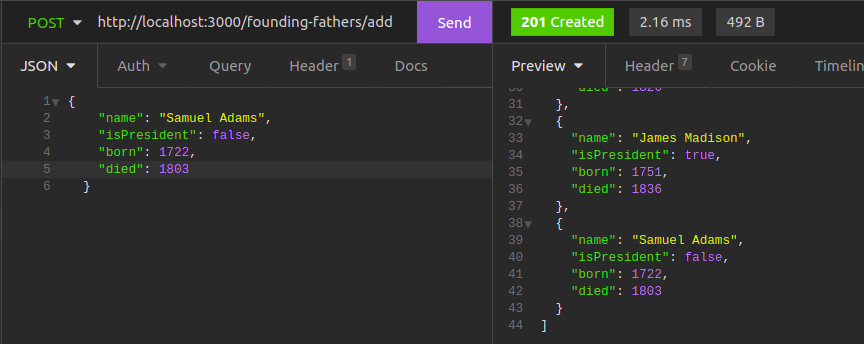 POST http://localhost:3000/founding-fathers/add Send
201 Created 2.16 ms 492 B
JSON Auth Query Header 1 Docs
Preview Header 7 Cookie Timelin
1 {
2 "name": "Samuel Adams",
3 "isPresident": false,
4 "born": 1722,
5 "died": 1803
6 }
30 "died": 1826
31 },
32 {
33 "name": "James Madison",
34 "isPresident": true,
35 "born": 1751,
36 "died": 1836
37 },
38 {
39 "name": "Samuel Adams",
40 "isPresident": false,
41 "born": 1722,
42 "died": 1803
43 }
44 ]